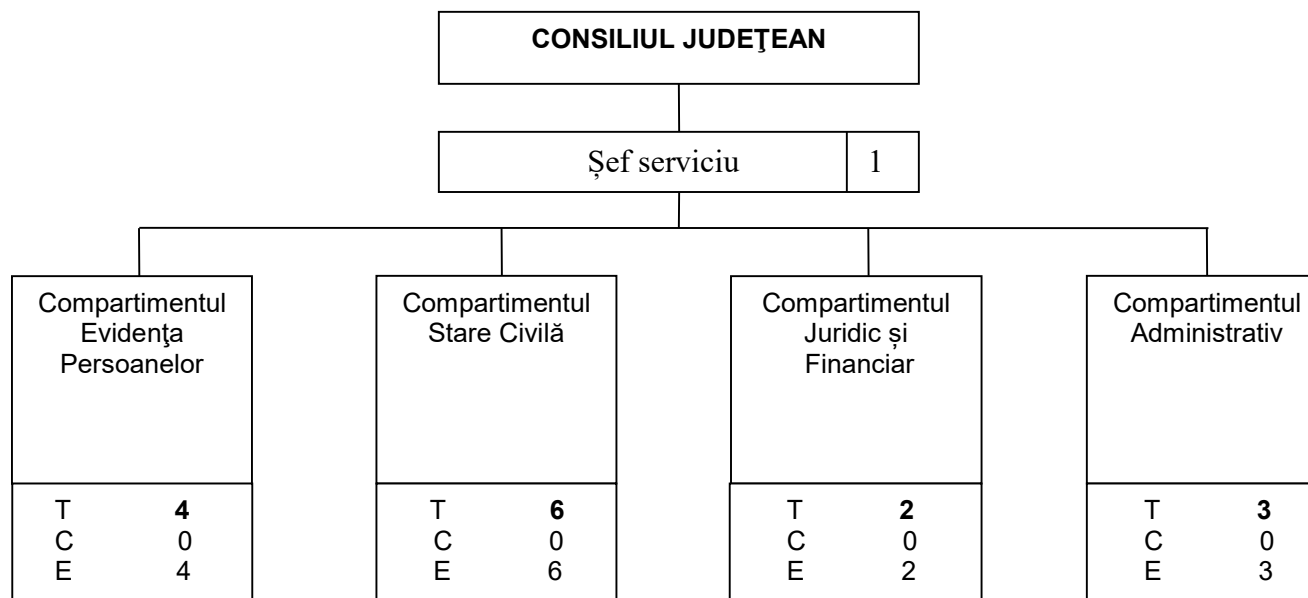 CONSILIUL JUDEŢEAN
Șef serviciu 1
Compartimentul
Evidenţa
Persoanelor
T 4
C 0
E 4
Compartimentul
Stare Civilă
T 6
C 0
E 6
Compartimentul
Juridic și
Financiar
T 2
C 0
E 2
Compartimentul
Administrativ
T 3
C 0
E 3